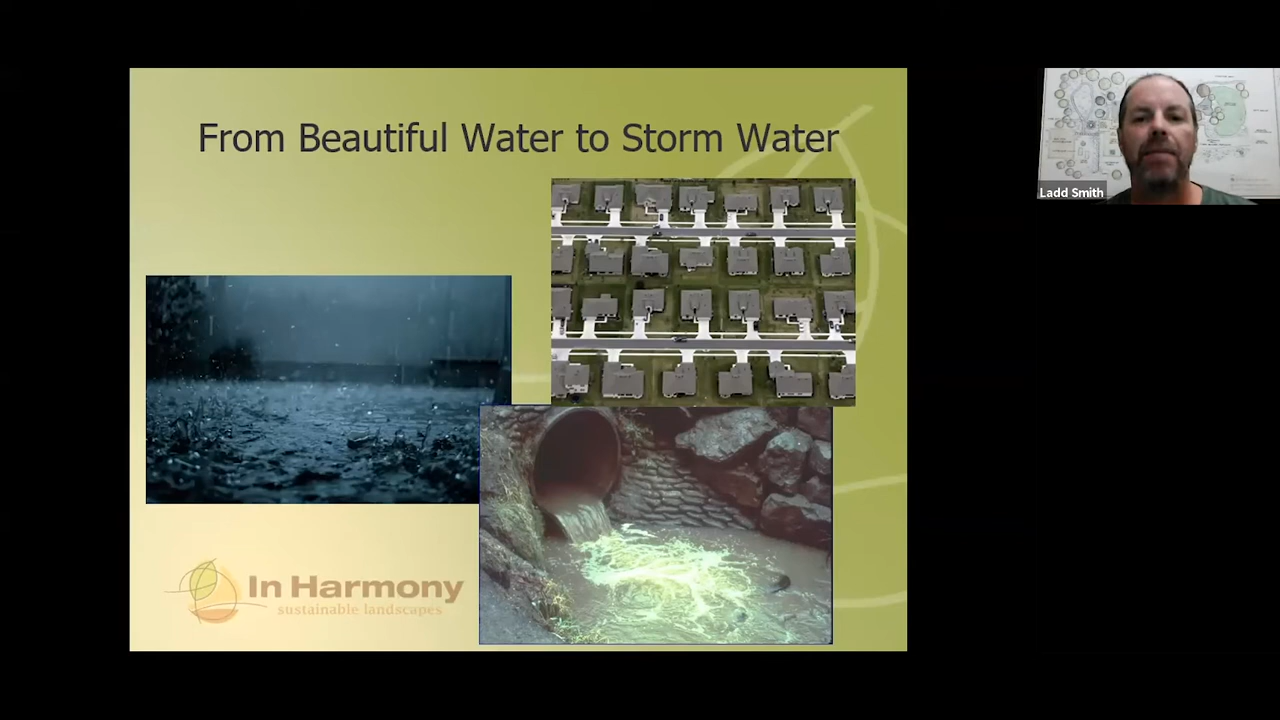 From Beautiful Water to Storm Water
Ladd Smith
In Harmony
sustainable landscapes